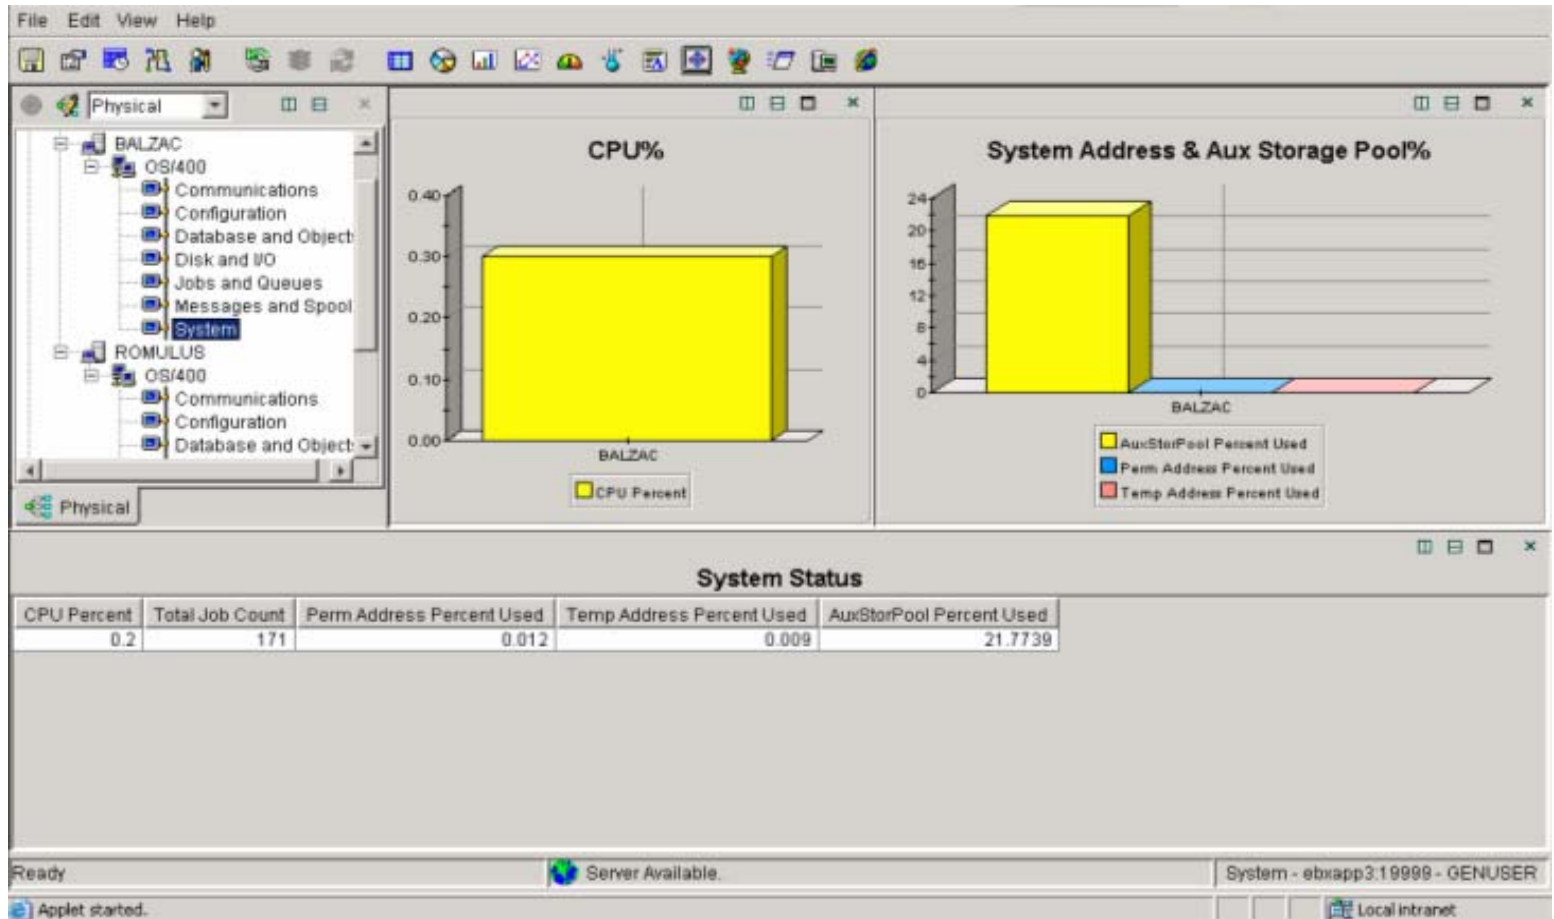 File Edit View Help
Physical
BALZAC
OS/400
Communications
Configuration
Database and Object
Disk and I/O
Jobs and Queues
Messages and Spool
System
ROMULUS
OS/400
Communications
Configuration
Database and Object
Physical
CPU%
0.40
0.30
0.20
0.10
0.00
BALZAC
CPU Percent
System Address & Aux Storage Pool%
24
20
16
12
8
4
0
BALZAC
AuxStorPool Percent Used
Perm Address Percent Used
Temp Address Percent Used
System Status
CPU Percent Total Job Count Perm Address Percent Used Temp Address Percent Used AuxStorPool Percent Used
0.2 171 0.012 0.009 21.7739
Ready Server Available. System - ebxapp3:19999 - GENUSER
Applet started. Local intranet